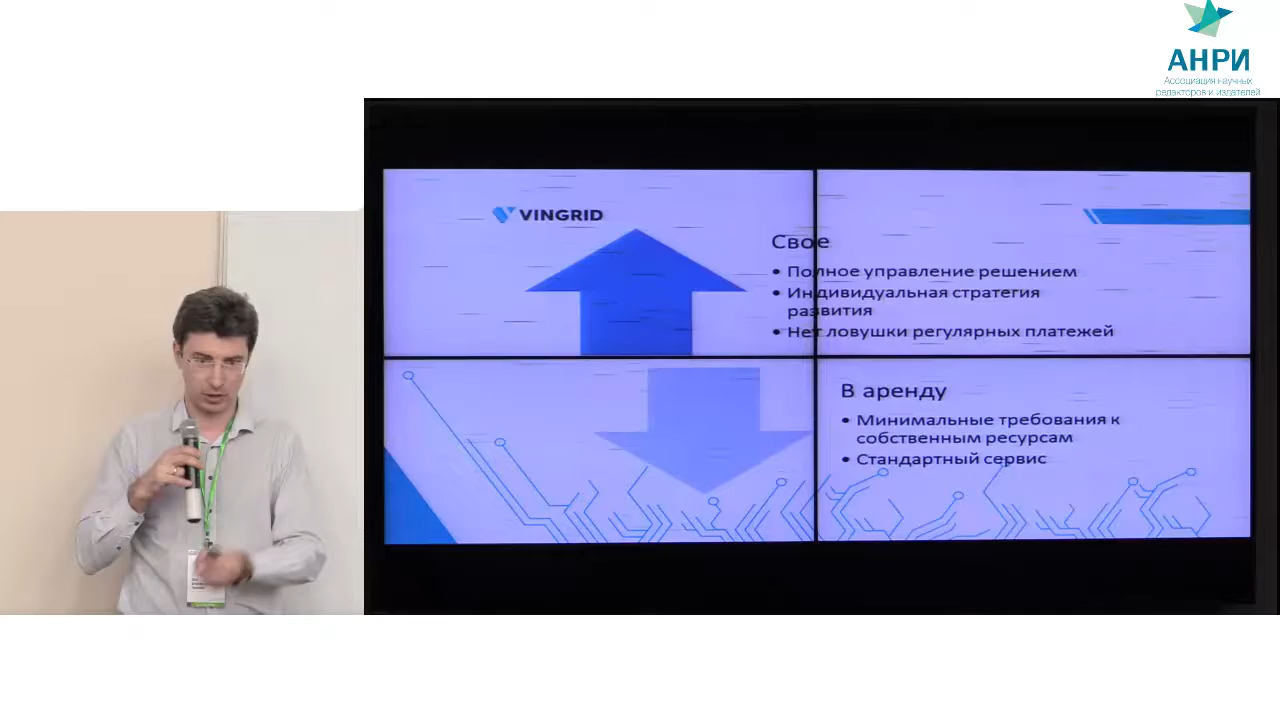 АНРИ
Ассоциация научных
редакторов и издателей
VINGRID
Свое
• Полное управление решением
• Индивидуальная стратегия
развития
• Нет ловушки регулярных платежей
В аренду
• Минимальные требования к
собственным ресурсам
• Стандартный сервис